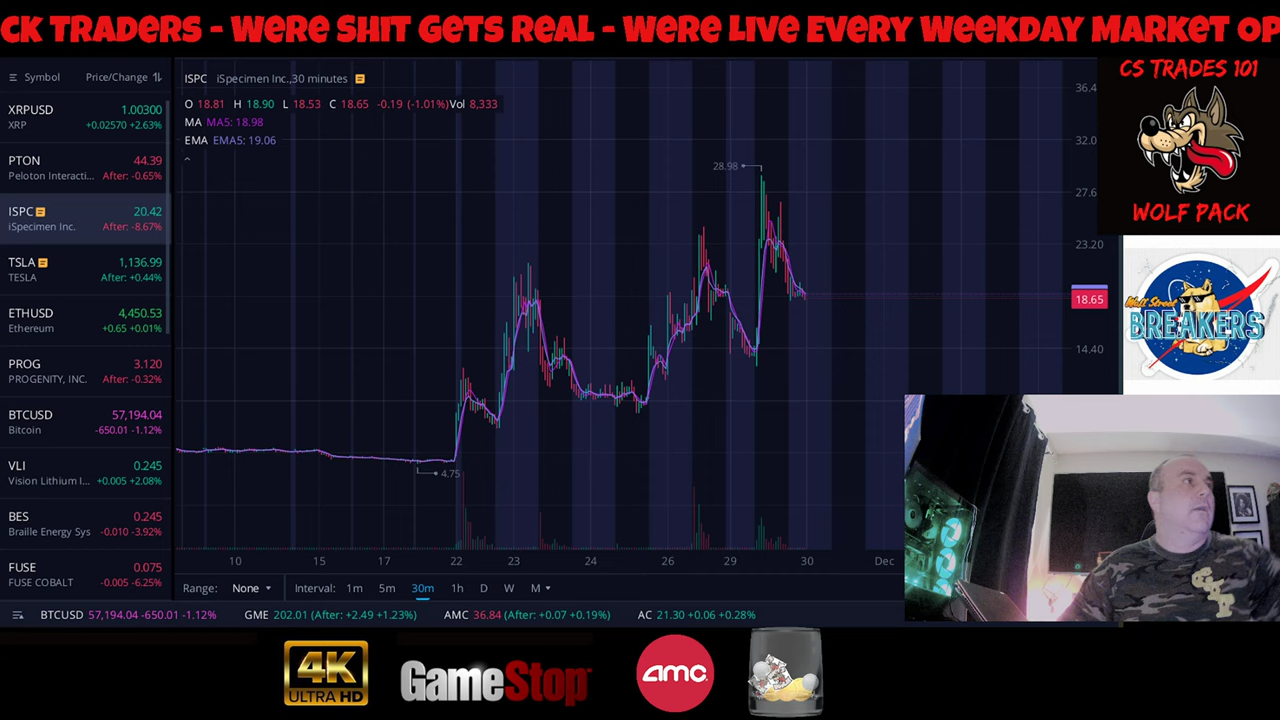 CK TRADERS - WERE SHIT GETS REAL - WERE LIVE EVERY WEEKDAY MARKET OP
Symbol Price/Change
XRPUSD 1.00300
XRP +0.02570 +2.63%
PTON 44.39
Peloton Interacti... After: -0.65%
ISPC 20.42
iSpecimen Inc. After: -8.67%
TSLA 1,136.99
TESLA After: +0.44%
ETHUSD 4,450.53
Ethereum +0.65 +0.01%
PROG 3.120
PROGENITY, INC. After: -0.32%
BTCUSD 57,194.04
Bitcoin -650.01 -1.12%
VLI 0.245
Vision Lithium I... +0.005 +2.08%
BES 0.245
Braille Energy Sys -0.010 -3.92%
FUSE 0.075
FUSE COBALT -0.005 -6.25%
ISPC iSpecimen Inc.,30 minutes
O 18.81 H 18.90 L 18.53 C 18.65 -0.19 (-1.01%) Vol 8,333
MA MA5: 18.98
EMA EMA5: 19.06
28.98
4.75
36.4
32.0
27.6
23.20
18.65
14.40
10 15 17 22 23 24 26 29 30 Dec
Range: None Interval: 1m 5m 30m 1h D W M
BTCUSD 57,194.04 -650.01 -1.12% GME 202.01 (After: +2.49 +1.23%) AMC 36.84 (After: +0.07 +0.19%) AC 21.30 +0.06 +0.28%
CS TRADES 101
WOLF PACK
Wall Street
BREAKERS
4K
ULTRA HD
GameStop
amc